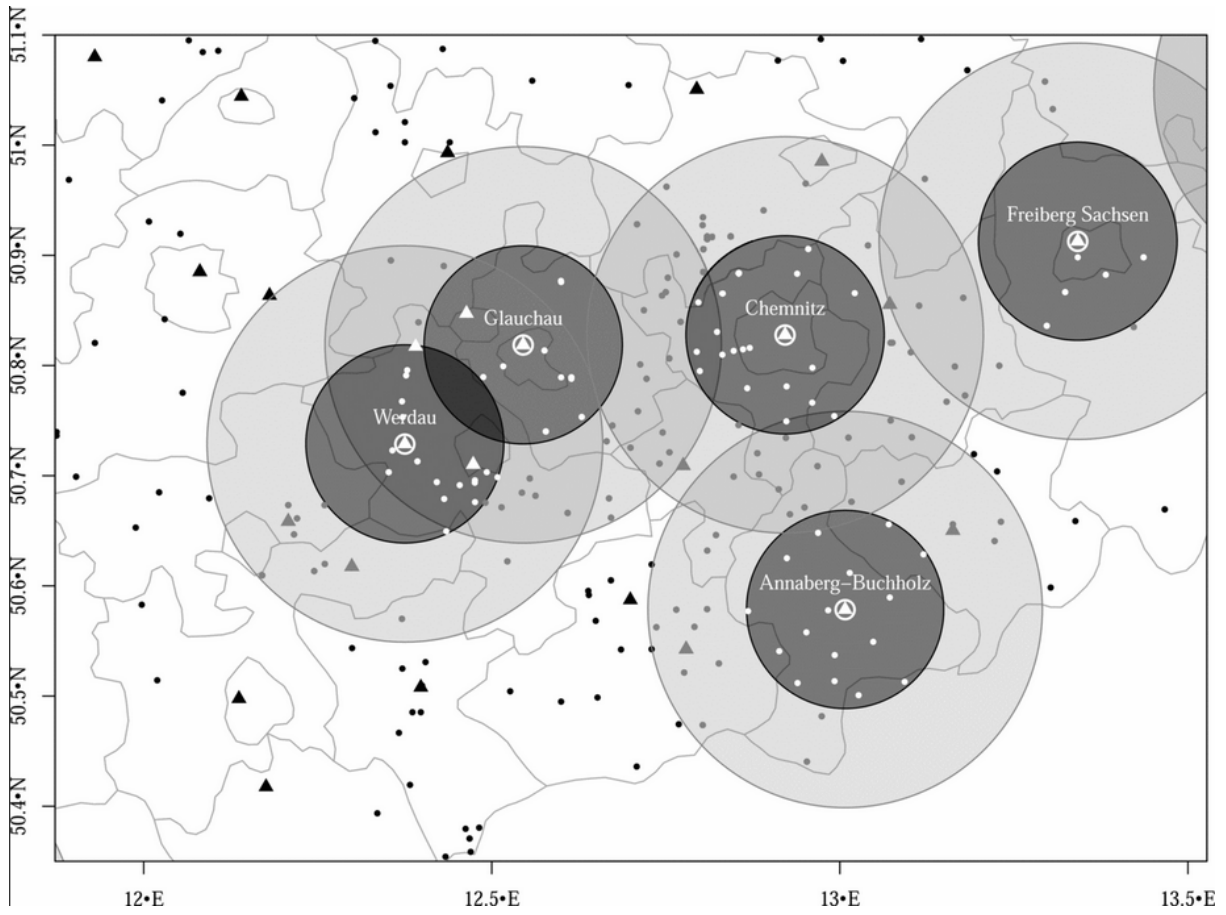 51.1•N
51•N
50.9•N
50.8•N
50.7•N
50.6•N
50.5•N
50.4•N
Freiberg Sachsen
Chemnitz
Glauchau
Werdau
Annaberg–Buchholz
12•E
12.5•E
13•E
13.5•E